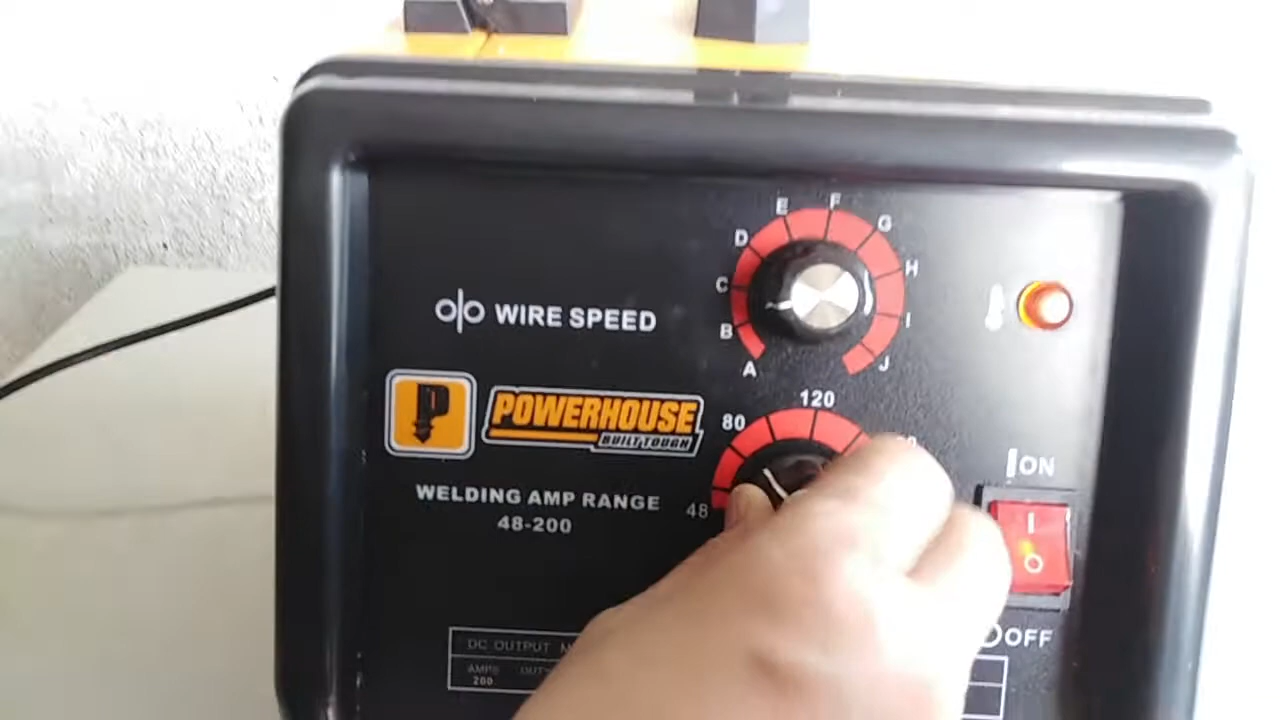 E F
D G
C H
WIRE SPEED
B I
A J
120
80
POWERHOUSE
BUILT TOUGH
ON
WELDING AMP RANGE
48
48-200
I
O
OFF
DC OUTPUT
AMPS
200